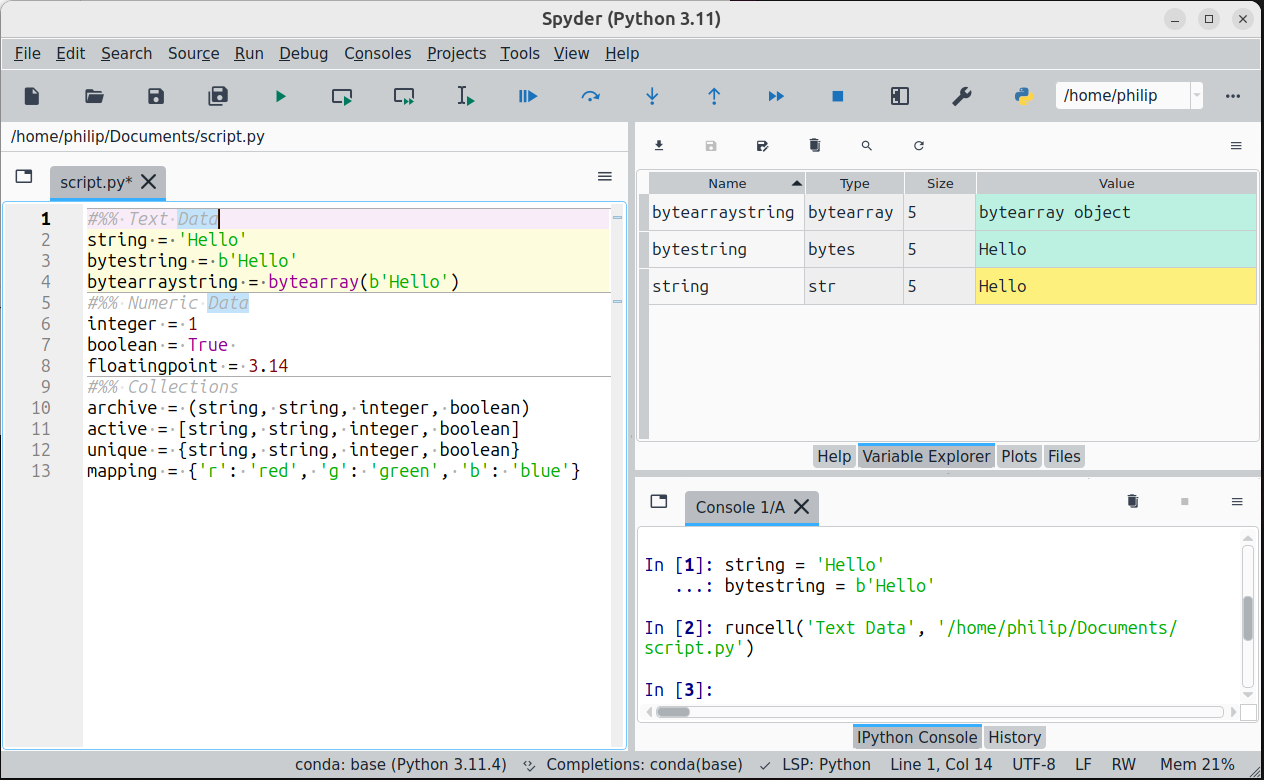 Spyder (Python 3.11)
File Edit Search Source Run Debug Consoles Projects Tools View Help
/home/philip
/home/philip/Documents/script.py
script.py*
1 #%% Text Data
2 string = 'Hello'
3 bytestring = b'Hello'
4 bytearraystring = bytearray(b'Hello')
5 #%% Numeric Data
6 integer = 1
7 boolean = True
8 floatingpoint = 3.14
9 #%% Collections
10 archive = (string, string, integer, boolean)
11 active = [string, string, integer, boolean]
12 unique = {string, string, integer, boolean}
13 mapping = {'r': 'red', 'g': 'green', 'b': 'blue'}
Name Type Size Value
bytearraystring bytearray 5 bytearray object
bytestring bytes 5 Hello
string str 5 Hello
Help Variable Explorer Plots Files
Console 1/A
In [1]: string = 'Hello'
...: bytestring = b'Hello'
In [2]: runcell('Text Data', '/home/philip/Documents/
script.py')
In [3]:
IPython Console History
conda: base (Python 3.11.4) Completions: conda(base) LSP: Python Line 1, Col 14 UTF-8 LF RW Mem 21%